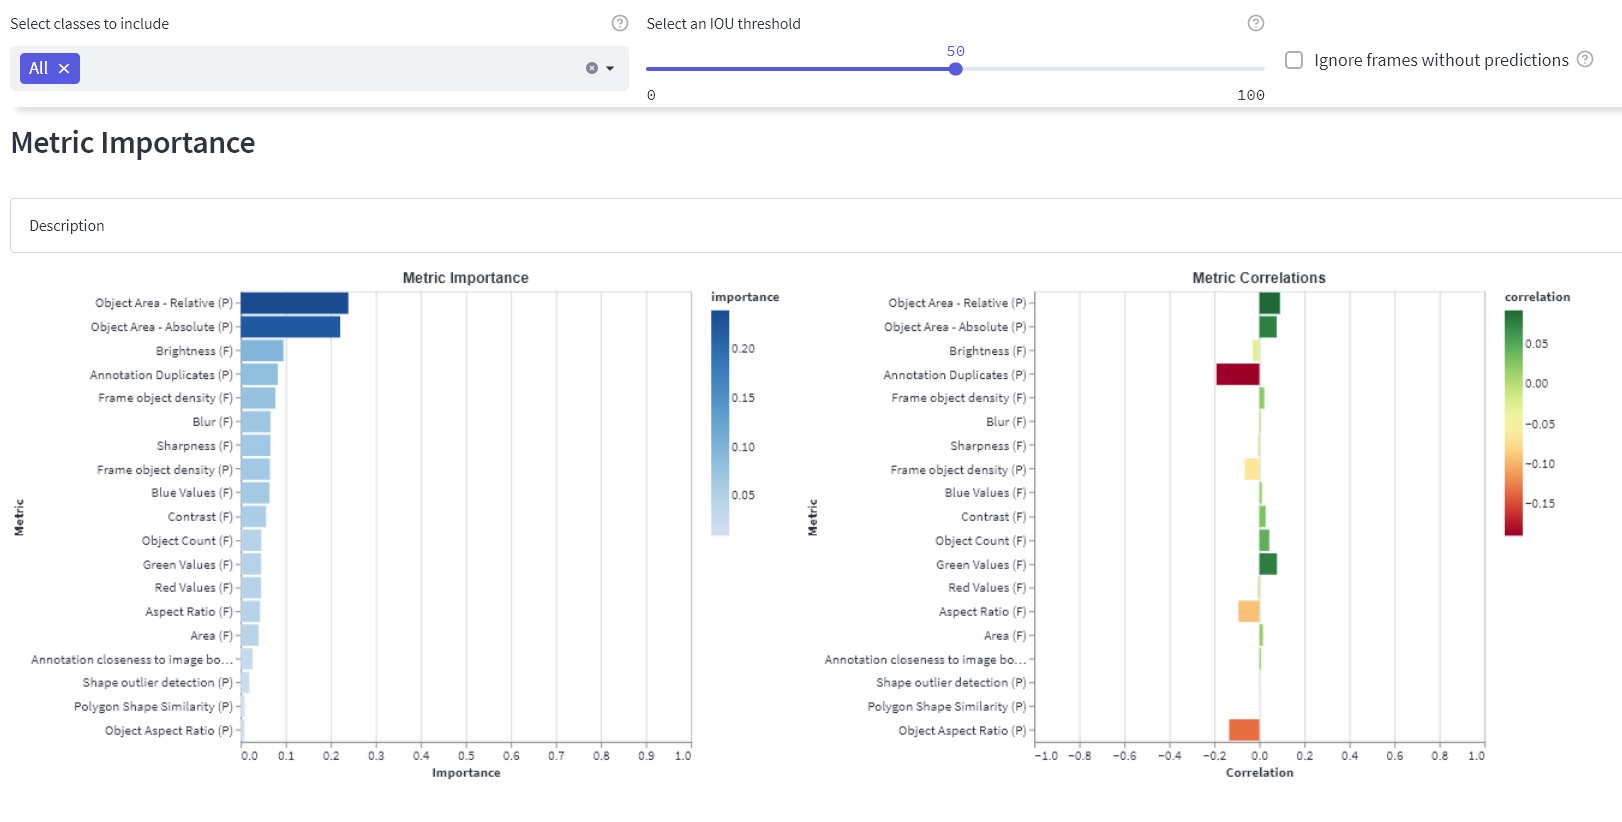 Select classes to include
Select an IOU threshold
All
50
0
100
Ignore frames without predictions
Metric Importance
Description
Metric Importance
Metric
Object Area - Relative (P)
Object Area - Absolute (P)
Brightness (F)
Annotation Duplicates (P)
Frame object density (F)
Blur (F)
Sharpness (F)
Frame object density (P)
Blue Values (F)
Contrast (F)
Object Count (F)
Green Values (F)
Red Values (F)
Aspect Ratio (F)
Area (F)
Annotation closeness to image bo…
Shape outlier detection (P)
Polygon Shape Similarity (P)
Object Aspect Ratio (P)
0.0 0.1 0.2 0.3 0.4 0.5 0.6 0.7 0.8 0.9 1.0
Importance
importance
0.20
0.15
0.10
0.05
Metric Correlations
Metric
Object Area - Relative (P)
Object Area - Absolute (P)
Brightness (F)
Annotation Duplicates (P)
Frame object density (F)
Blur (F)
Sharpness (F)
Frame object density (P)
Blue Values (F)
Contrast (F)
Object Count (F)
Green Values (F)
Red Values (F)
Aspect Ratio (F)
Area (F)
Annotation closeness to image bo…
Shape outlier detection (P)
Polygon Shape Similarity (P)
Object Aspect Ratio (P)
−1.0 −0.8 −0.6 −0.4 −0.2 0.0 0.2 0.4 0.6 0.8 1.0
Correlation
correlation
0.05
0.00
−0.05
−0.10
−0.15